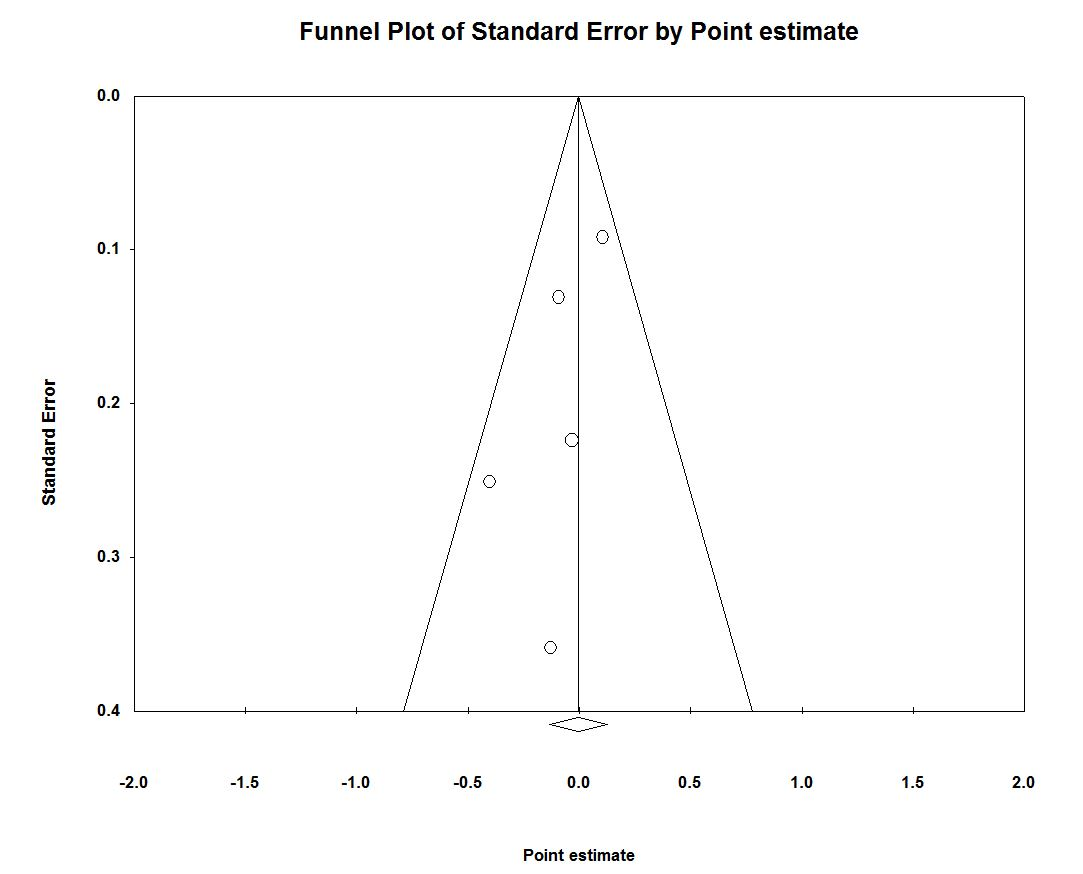 Funnel Plot of Standard Error by Point estimate
0.0
0.1
0.2
0.3
0.4
Standard Error
-2.0 -1.5 -1.0 -0.5 0.0 0.5 1.0 1.5 2.0
Point estimate